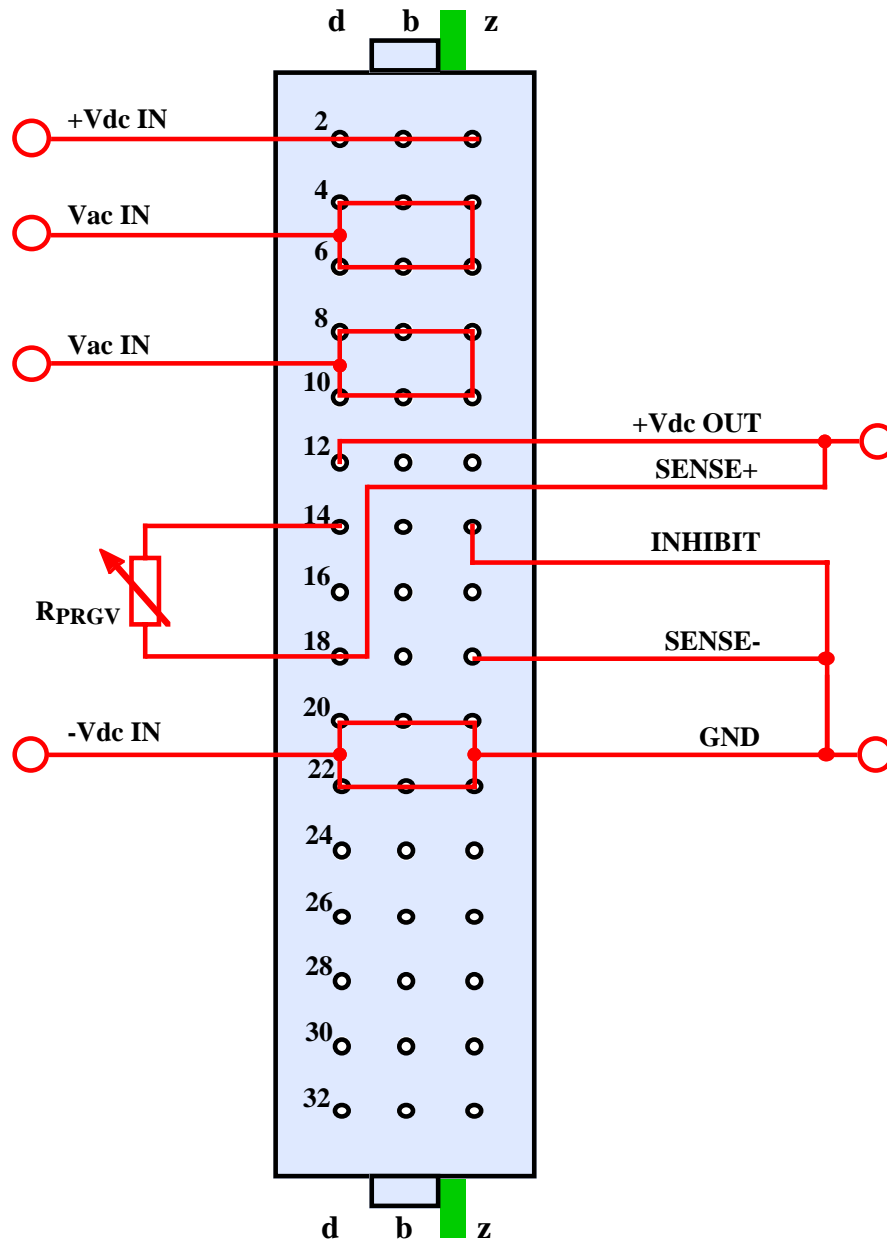 d b z
2
+Vdc IN
4
Vac IN
6
8
Vac IN
10
+Vdc OUT
12
SENSE+
14
INHIBIT
16
RPRGV
18
SENSE-
20
-Vdc IN
GND
22
24
26
28
30
32
d b z